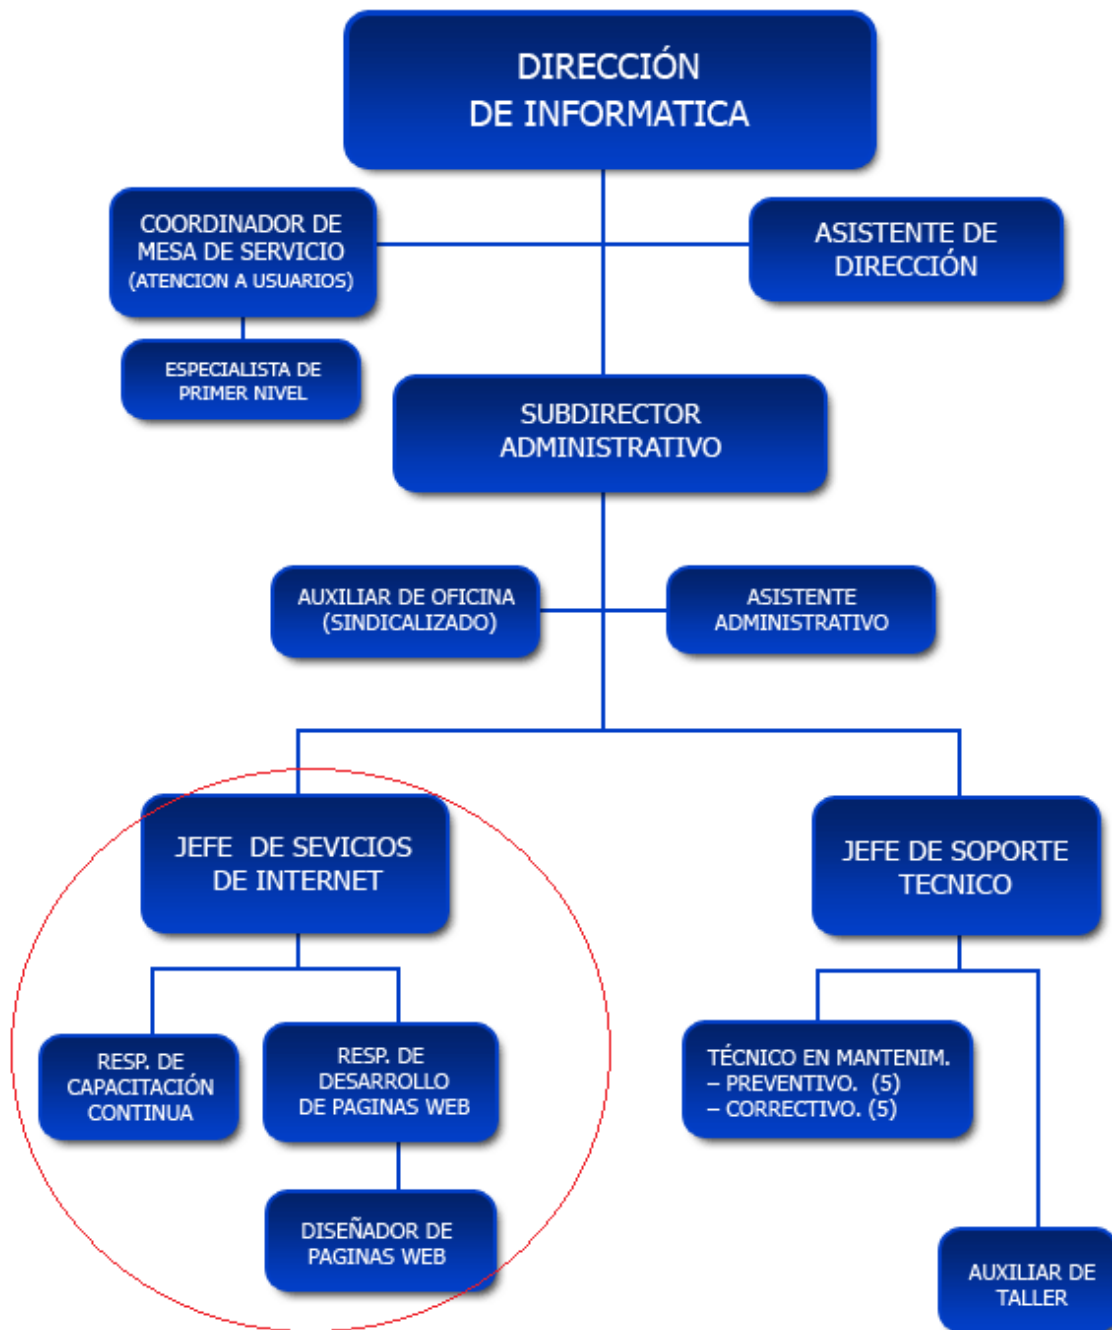 DIRECCIÓN
DE INFORMATICA
COORDINADOR DE
MESA DE SERVICIO
(ATENCION A USUARIOS)
ASISTENTE DE
DIRECCIÓN
ESPECIALISTA DE
PRIMER NIVEL
SUBDIRECTOR
ADMINISTRATIVO
AUXILIAR DE OFICINA
(SINDICALIZADO)
ASISTENTE
ADMINISTRATIVO
JEFE DE SEVICIOS
DE INTERNET
JEFE DE SOPORTE
TECNICO
RESP. DE
CAPACITACIÓN
CONTINUA
RESP. DE
DESARROLLO
DE PAGINAS WEB
TÉCNICO EN MANTENIM.
– PREVENTIVO. (5)
– CORRECTIVO. (5)
DISEÑADOR DE
PAGINAS WEB
AUXILIAR DE
TALLER